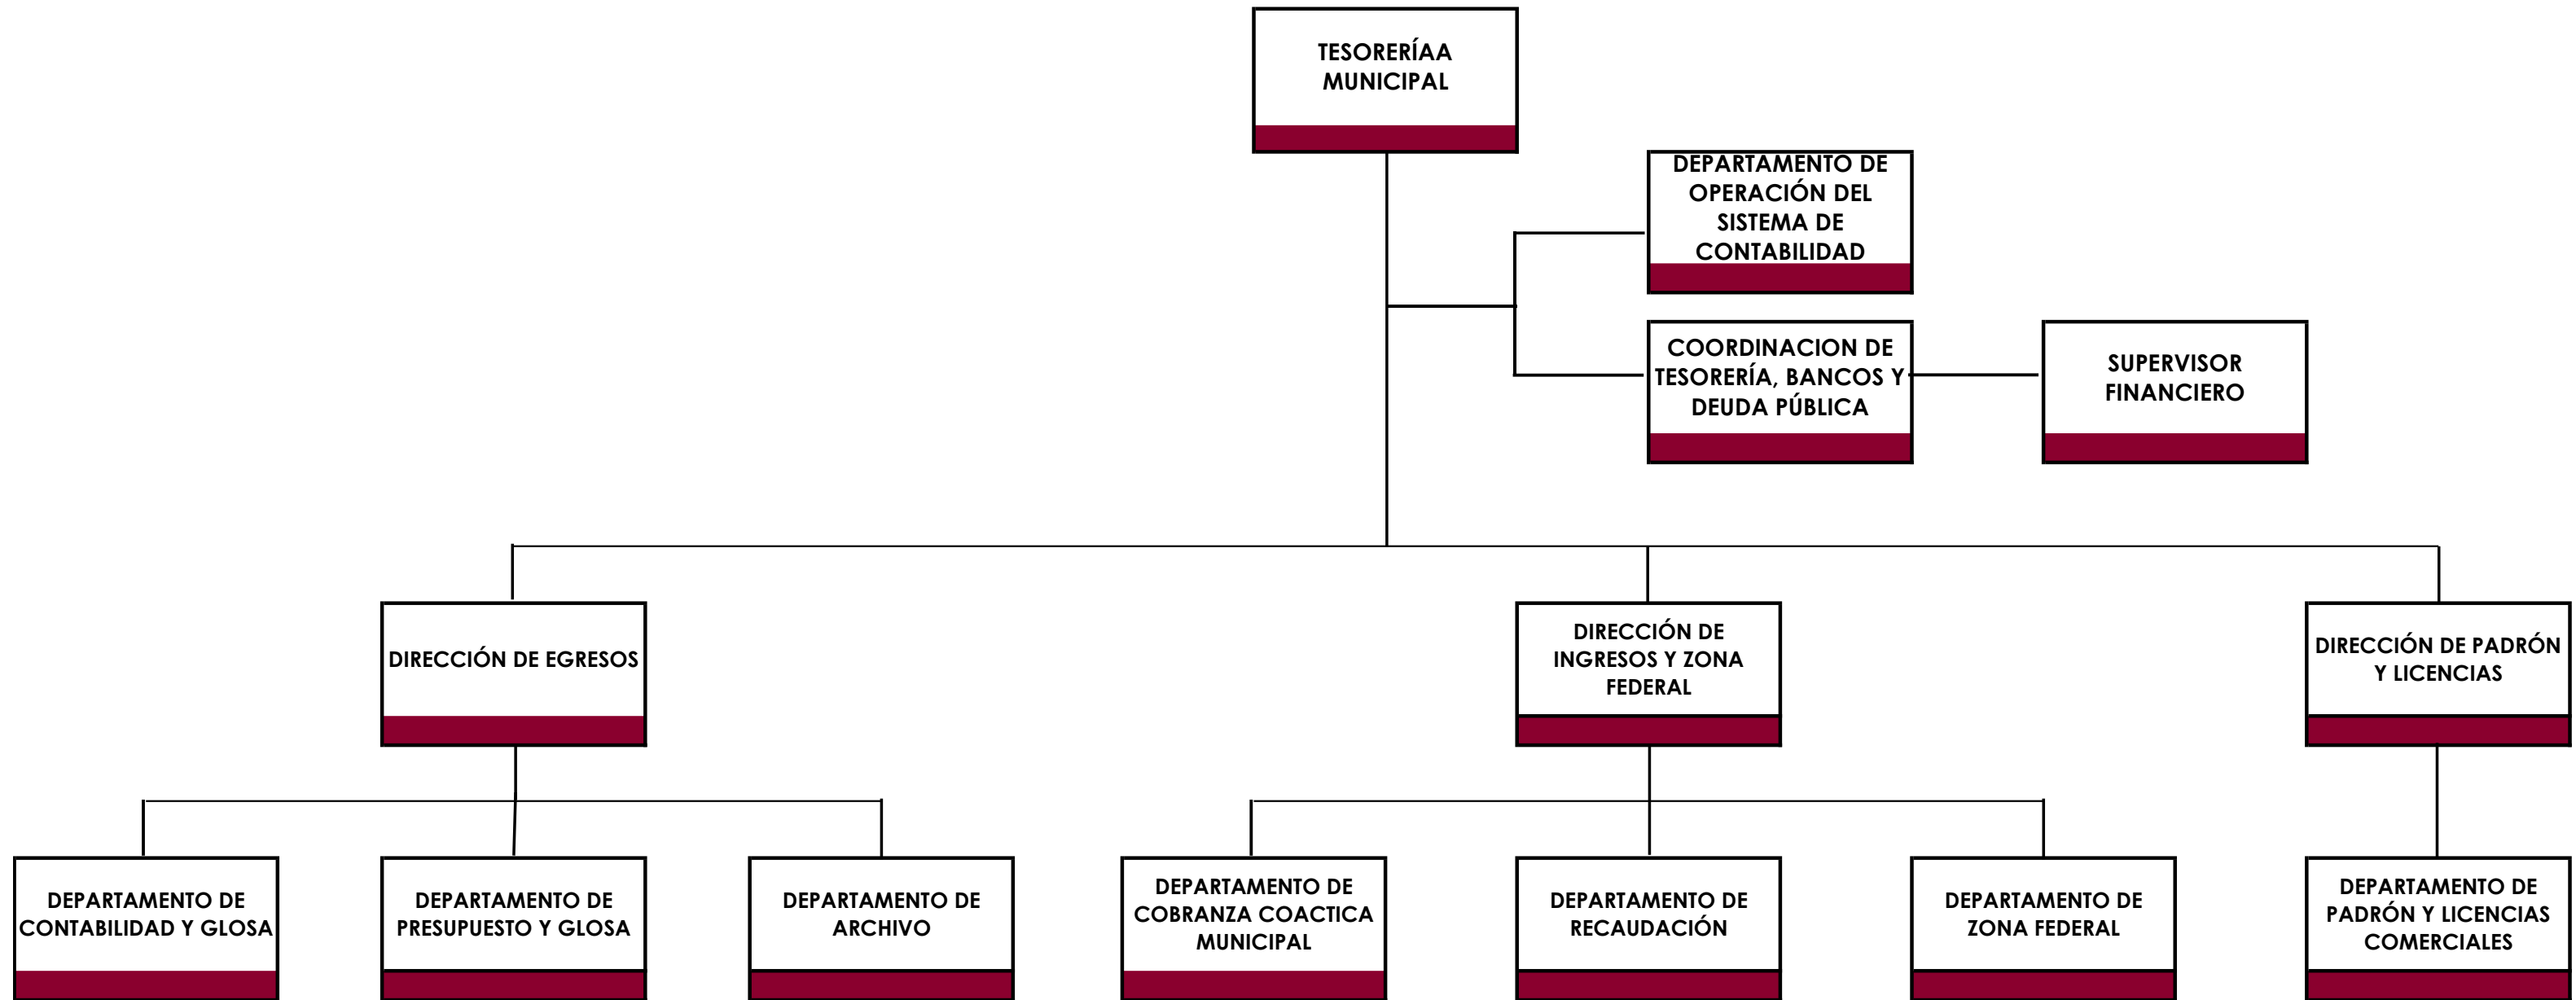 TESORERÍAA
MUNICIPAL
DEPARTAMENTO DE
OPERACIÓN DEL
SISTEMA DE
CONTABILIDAD
COORDINACION DE
TESORERÍA, BANCOS Y
DEUDA PÚBLICA
SUPERVISOR
FINANCIERO
DIRECCIÓN DE EGRESOS
DIRECCIÓN DE
INGRESOS Y ZONA
FEDERAL
DIRECCIÓN DE PADRÓN
Y LICENCIAS
DEPARTAMENTO DE
CONTABILIDAD Y GLOSA
DEPARTAMENTO DE
PRESUPUESTO Y GLOSA
DEPARTAMENTO DE
ARCHIVO
DEPARTAMENTO DE
COBRANZA COACTICA
MUNICIPAL
DEPARTAMENTO DE
RECAUDACIÓN
DEPARTAMENTO DE
ZONA FEDERAL
DEPARTAMENTO DE
PADRÓN Y LICENCIAS
COMERCIALES